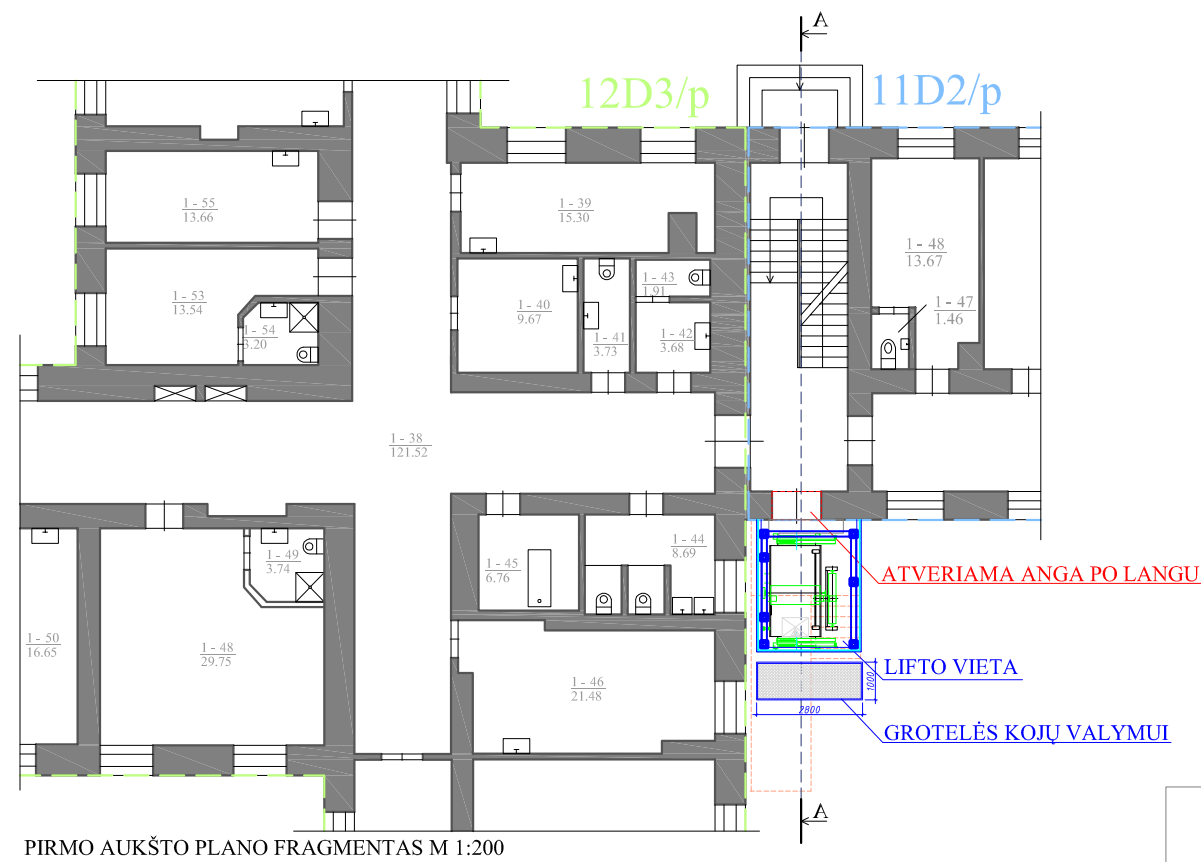 A
12D3/p
11D2/p
1 - 55
13.66
1 - 39
15.30
1 - 48
13.67
1 - 43
1.91
1 - 53
13.54
1 - 40
9.67
1 - 47
1.46
1 - 54
3.20
1 - 41
3.73
1 - 42
3.68
1 - 38
121.52
1 - 49
3.74
1 - 45
6.76
1 - 44
8.69
ATVERIAMA ANGA PO LANGU
1 - 50
16.65
1 - 48
29.75
1 - 46
21.48
LIFTO VIETA
1000
2800
GROTELĖS KOJŲ VALYMUI
A
PIRMO AUKŠTO PLANO FRAGMENTAS M 1:200